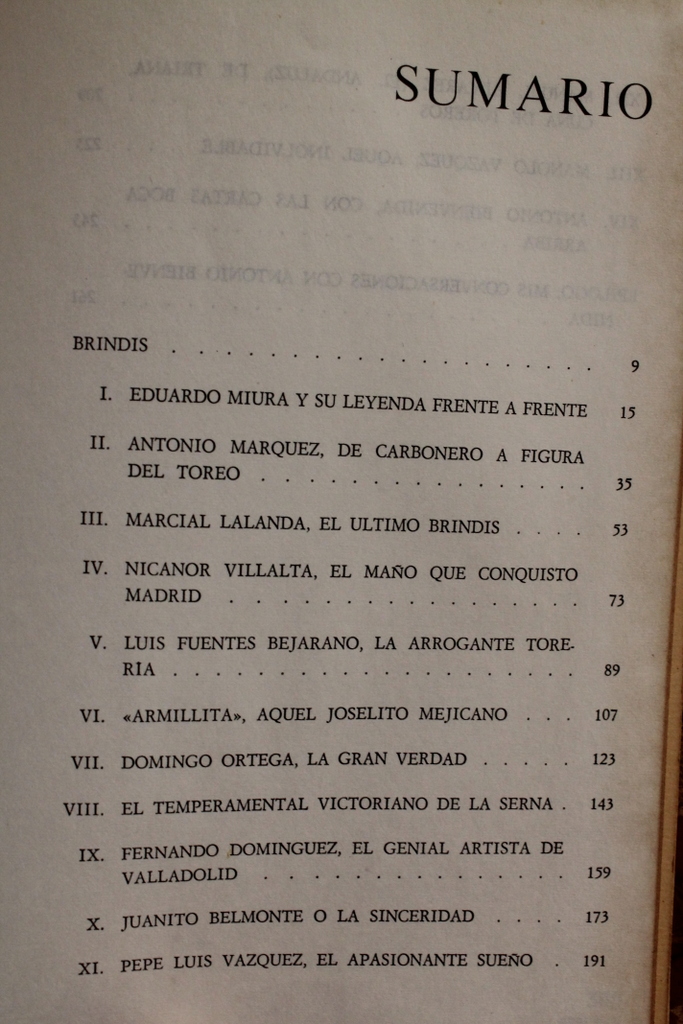 SUMARIO
BRINDIS . . . . . . . . . . . . . . . . . . . . 9
I. EDUARDO MIURA Y SU LEYENDA FRENTE A FRENTE 15
II. ANTONIO MARQUEZ, DE CARBONERO A FIGURA
DEL TOREO . . . . . . . . . . . . . . . 35
III. MARCIAL LALANDA, EL ULTIMO BRINDIS . . . . 53
IV. NICANOR VILLALTA, EL MAÑO QUE CONQUISTO
MADRID . . . . . . . . . . . . . . . . . 73
V. LUIS FUENTES BEJARANO, LA ARROGANTE TORE-
RIA . . . . . . . . . . . . . . . . . . . 89
VI. «ARMILLITA», AQUEL JOSELITO MEJICANO . . . 107
VII. DOMINGO ORTEGA, LA GRAN VERDAD . . . . . 123
VIII. EL TEMPERAMENTAL VICTORIANO DE LA SERNA . 143
IX. FERNANDO DOMINGUEZ, EL GENIAL ARTISTA DE
VALLADOLID . . . . . . . . . . . . . 159
X. JUANITO BELMONTE O LA SINCERIDAD . . . . 173
XI. PEPE LUIS VAZQUEZ, EL APASIONANTE SUEÑO . 191